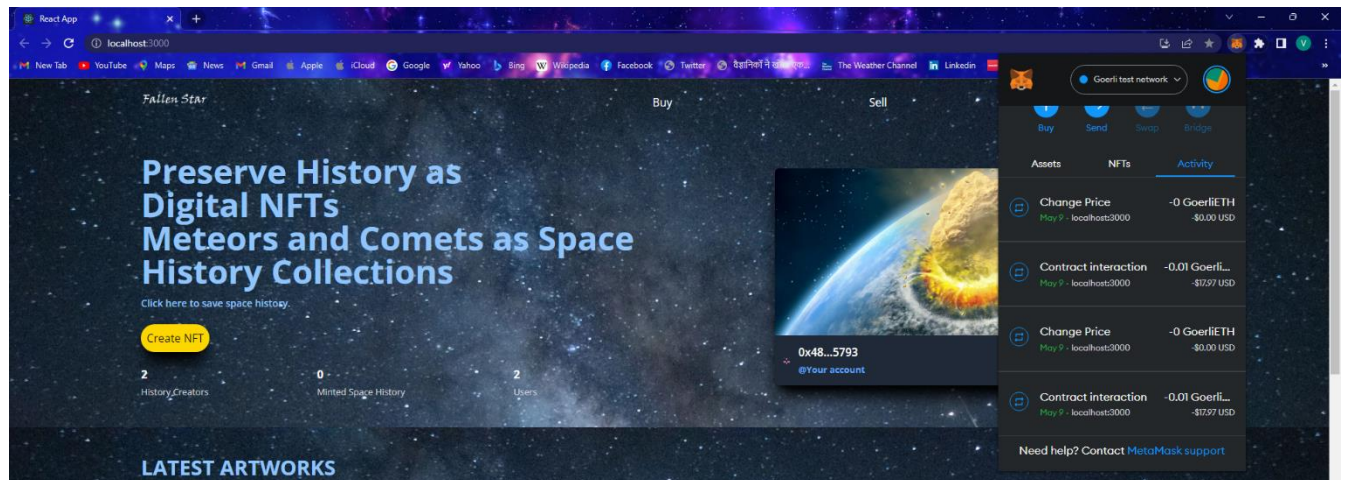 React App
localhost:3000
New Tab
YouTube
Maps
News
Gmail
Apple
iCloud
Google
Yahoo
Bing
Wikipedia
Facebook
Twitter
The Weather Channel
Linkedin
Fallen Star
Buy
Sell
Preserve History as
Digital NFTs
Meteors and Comets as Space
History Collections
Click here to save space history.
Create NFT
2
History Creators
0
Minted Space History
2
Users
0x48...5793
@Your account
LATEST ARTWORKS
Goerli test network
Buy
Send
Swap
Bridge
Assets
NFTs
Activity
Change Price
-0 GoerliETH
May 9 - localhost:3000
-$0.00 USD
Contract interaction
-0.01 Goerli...
May 9 - localhost:3000
-$17.97 USD
Change Price
-0 GoerliETH
May 9 - localhost:3000
-$0.00 USD
Contract interaction
-0.01 Goerli...
May 9 - localhost:3000
-$17.97 USD
Need help? Contact MetaMask support